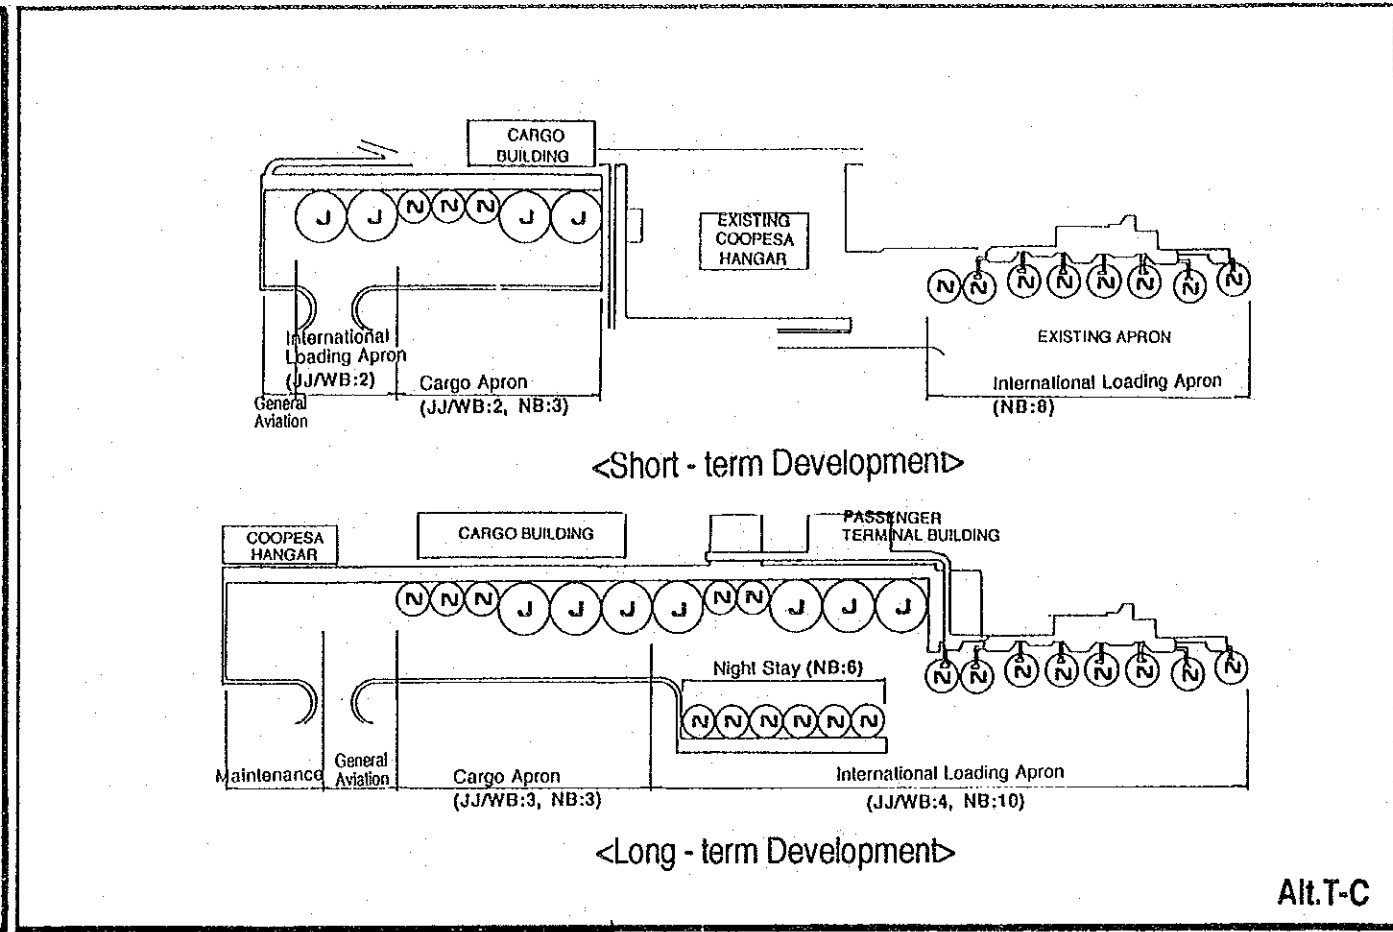 CARGO
BUILDING
J J N N N J J
EXISTING
COOPESA
HANGAR
N N N N N N N N
EXISTING APRON
International
Loading Apron
(JJ/WB:2)
General
Aviation
Cargo Apron
(JJ/WB:2, NB:3)
International Loading Apron
(NB:8)
<Short - term Development>
COOPESA
HANGAR
CARGO BUILDING
PASSENGER
TERMINAL BUILDING
N N N J J J J N N J J J
Night Stay (NB:6)
N N N N N N N N
N N N N N N
Maintenance
General
Aviation
Cargo Apron
(JJ/WB:3, NB:3)
International Loading Apron
(JJ/WB:4, NB:10)
<Long - term Development>
Alt.T-C